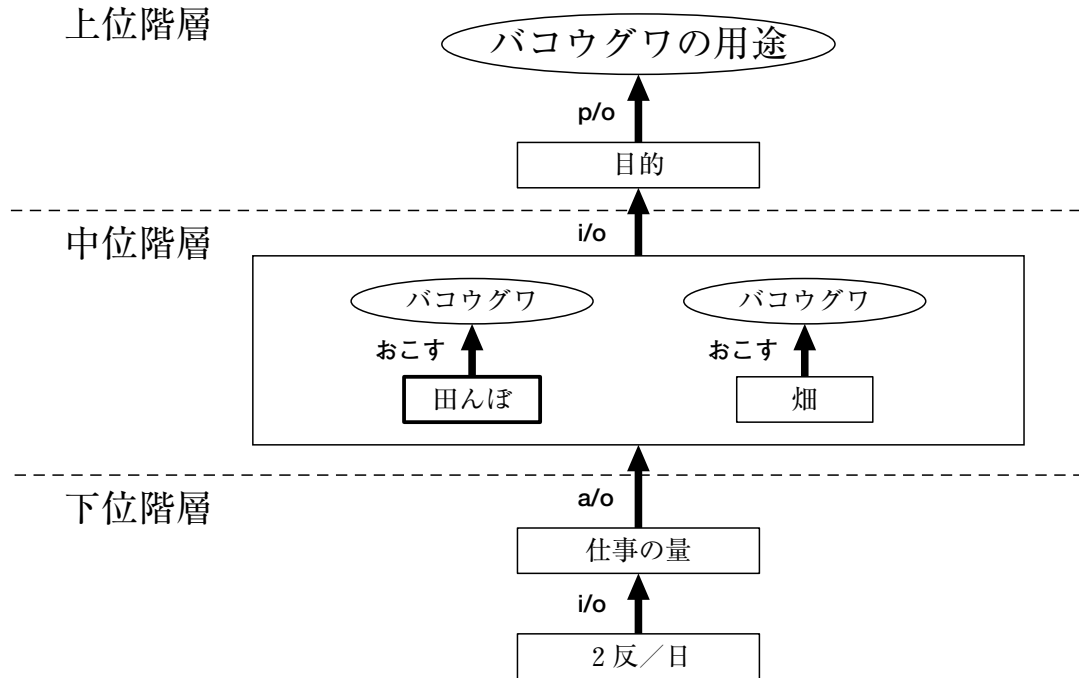 上位階層
バコウグワの用途
p/o
目的
i/o
中位階層
バコウグワ
バコウグワ
おこす
おこす
田んぼ
畑
下位階層
a/o
仕事の量
i/o
2反／日